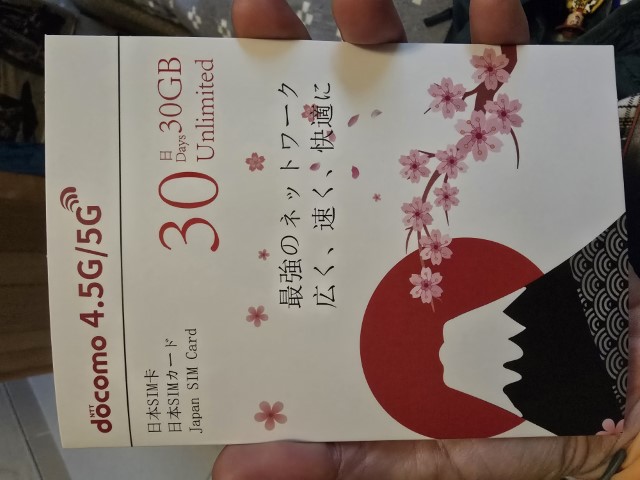 NTT
docomo 4.5G/5G
日本SIM卡
日本SIMカード
Japan SIM Card
30 日 Days 30GB Unlimited
最強のネットワーク
広く、速く、快適に